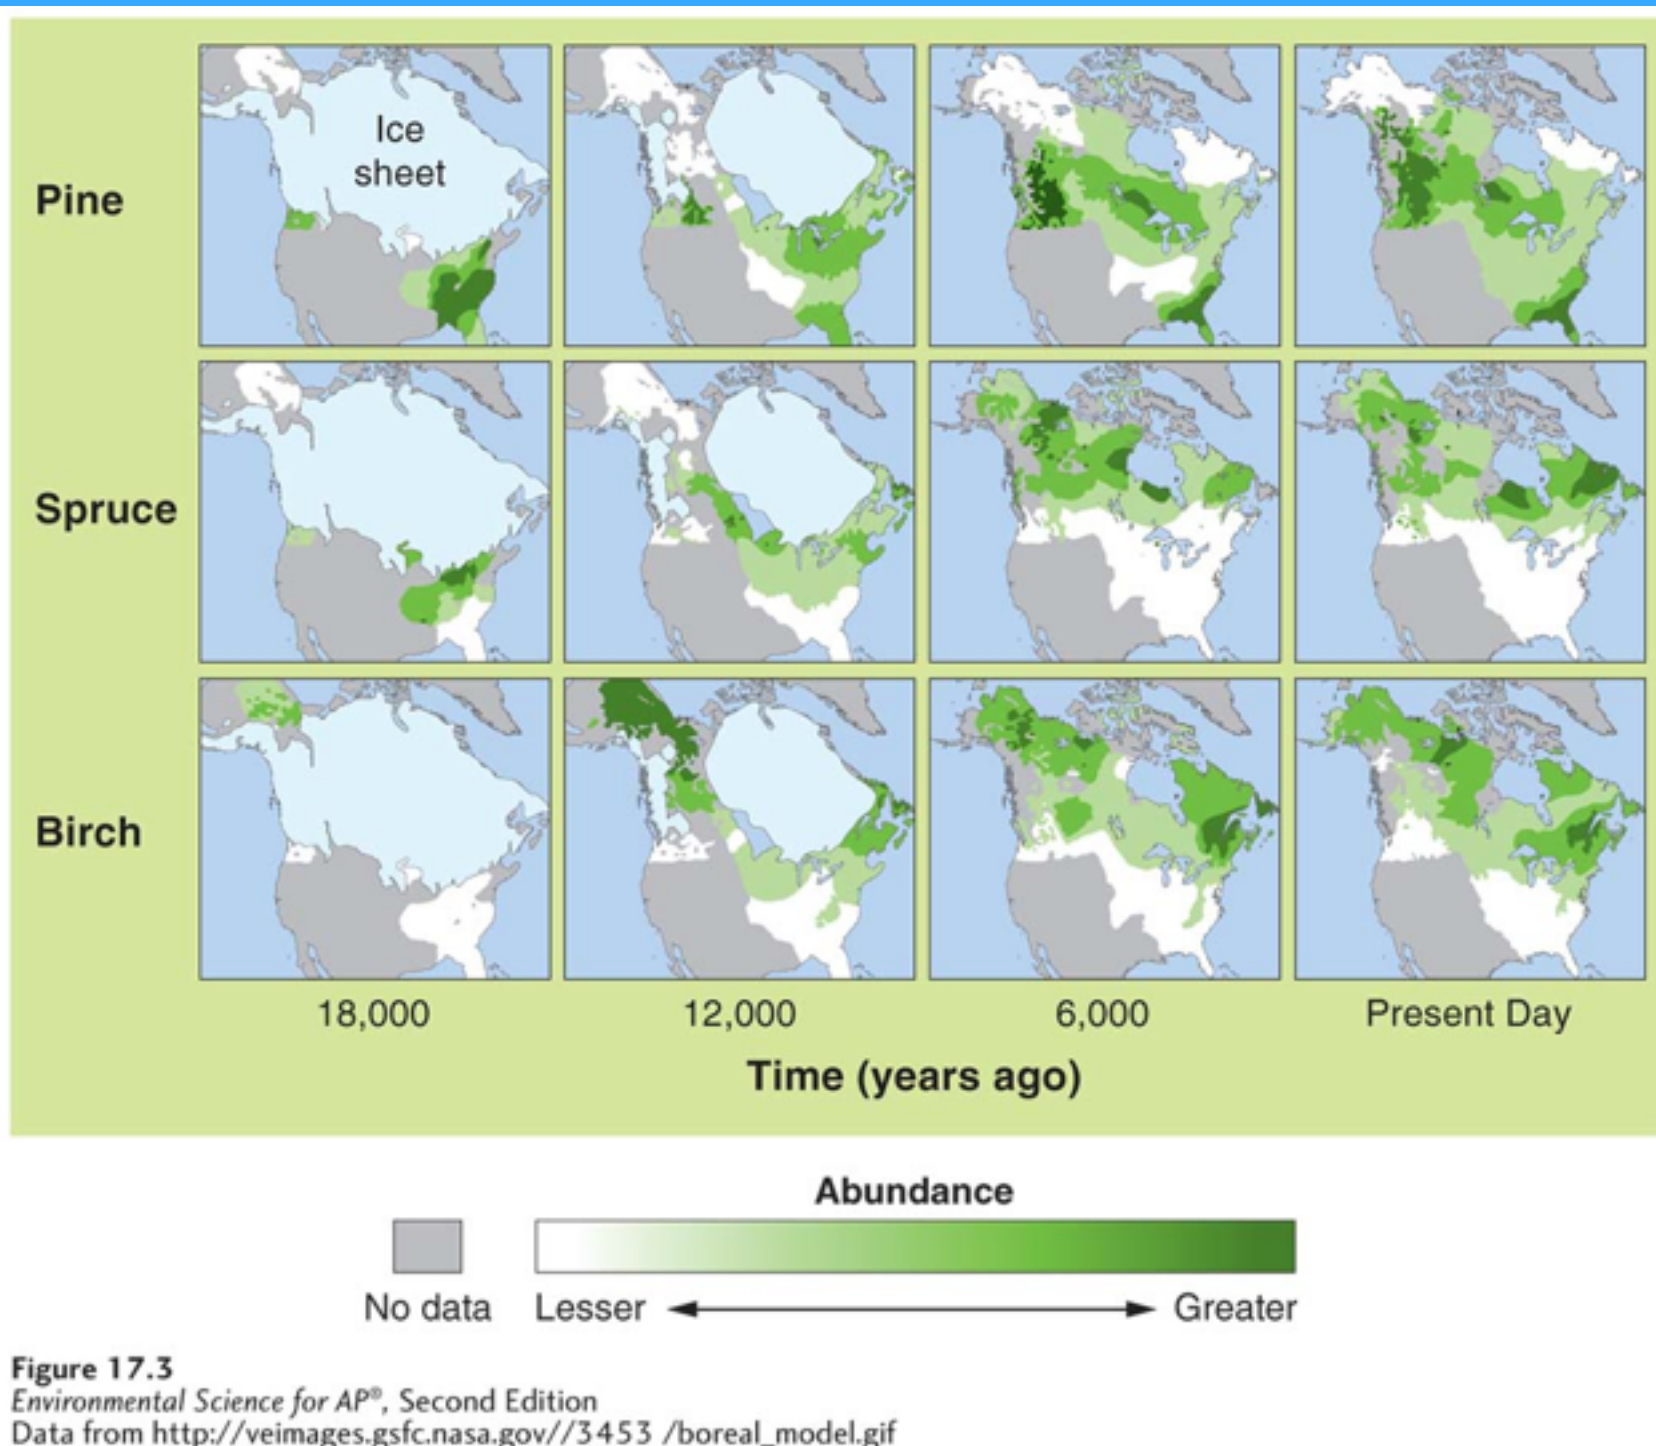 Pine
Ice
sheet
Spruce
Birch
18,000
12,000
6,000
Present Day
Time (years ago)
Abundance
No data
Lesser
Greater
Figure 17.3
Environmental Science for AP®, Second Edition
Data from http://veimages.gsfc.nasa.gov//3453 /boreal_model.gif